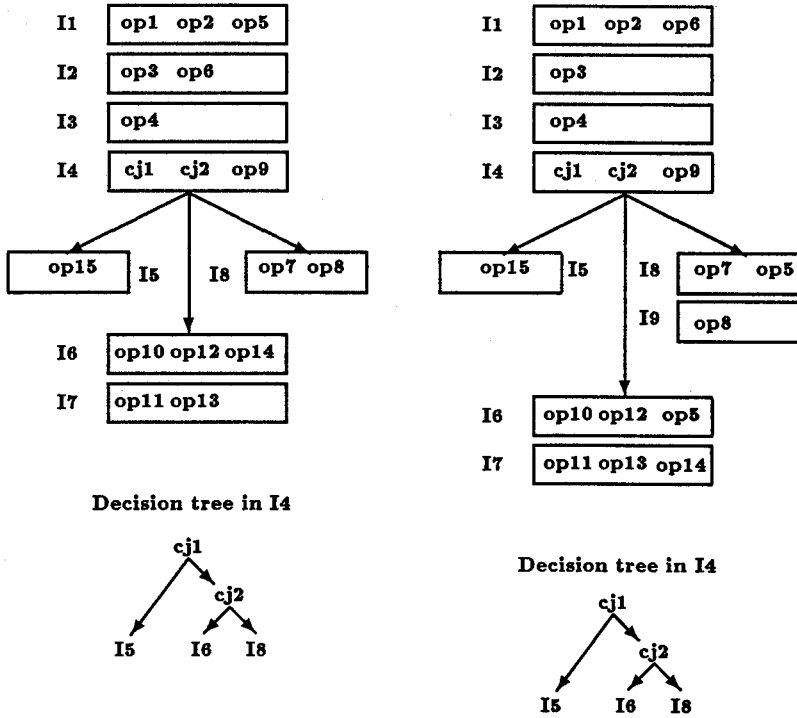 I1 op1 op2 op5
I2 op3 op6
I3 op4
I4 cj1 cj2 op9
op15 I5 I8 op7 op8
I6 op10 op12 op14
I7 op11 op13
Decision tree in I4
cj1
cj2
I5 I6 I8
I1 op1 op2 op6
I2 op3
I3 op4
I4 cj1 cj2 op9
op15 I5 I8 op7 op5
I9 op8
I6 op10 op12 op5
I7 op11 op13 op14
Decision tree in I4
cj1
cj2
I5 I6 I8